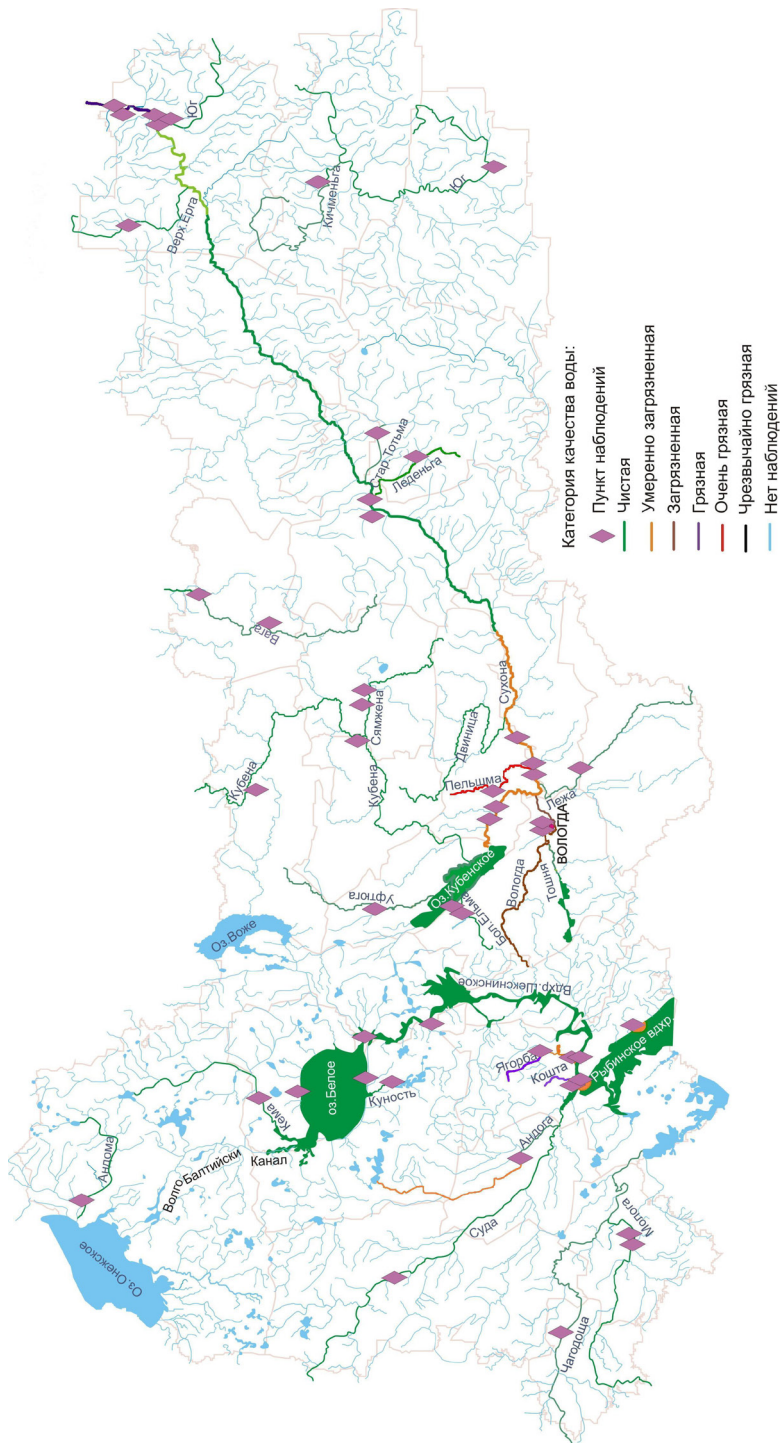 Оз.Онежское
Андома
Волго
Балтийски
Канал
Кема
оз.Белое
Куность
Оз.Воже
Вдхр.Шекснинское
Суда
Андога
Ягорба
Кошта
Рыбинское вдхр
Молога
Чагодоща
Уфтюга
Оз.Кубенское
Бол.Ельма
Вологда
Тошня
ВОЛОГДА
Лежа
Пельшма
Двиница
Сухона
Кубена
Кубена
Сямжена
Вага
Стар.Тотьма
Леденьга
Верх.Ерга
Кичменьга
Юг
Юг
Категория качества воды:
Пункт наблюдений
Чистая
Умеренно загрязненная
Загрязненная
Грязная
Очень грязная
Чрезвычайно грязная
Нет наблюдений